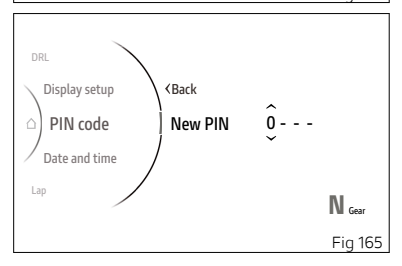 DRL
Display setup
‹Back
PIN code
New PIN
0 - - -
Date and time
Lap
N Gear
Fig 165